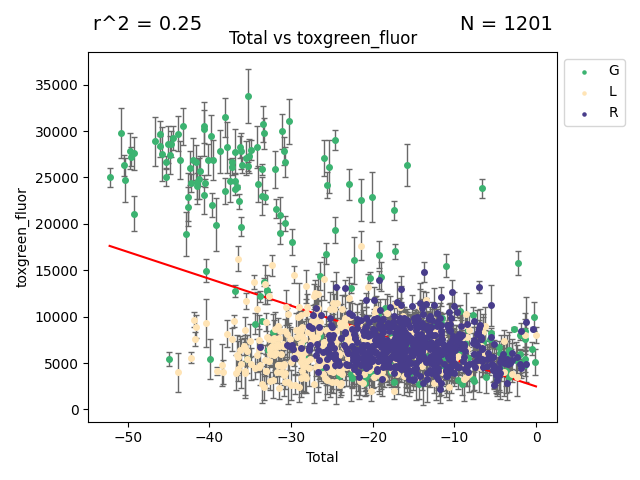 r^2 = 0.25
N = 1201
Total vs toxgreen_fluor
toxgreen_fluor
35000
30000
25000
20000
15000
10000
5000
0
−50
−40
−30
−20
−10
0
Total
G
L
R